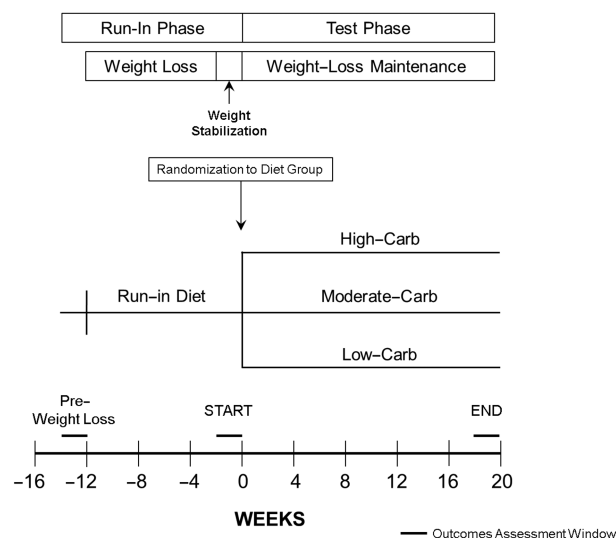 Run-In Phase
Test Phase
Weight Loss
Weight–Loss Maintenance
Weight
Stabilization
Randomization to Diet Group
High–Carb
Run–in Diet
Moderate–Carb
Low–Carb
Pre–
Weight Loss
START
END
–16 –12 –8 –4 0 4 8 12 16 20
WEEKS
Outcomes Assessment Window